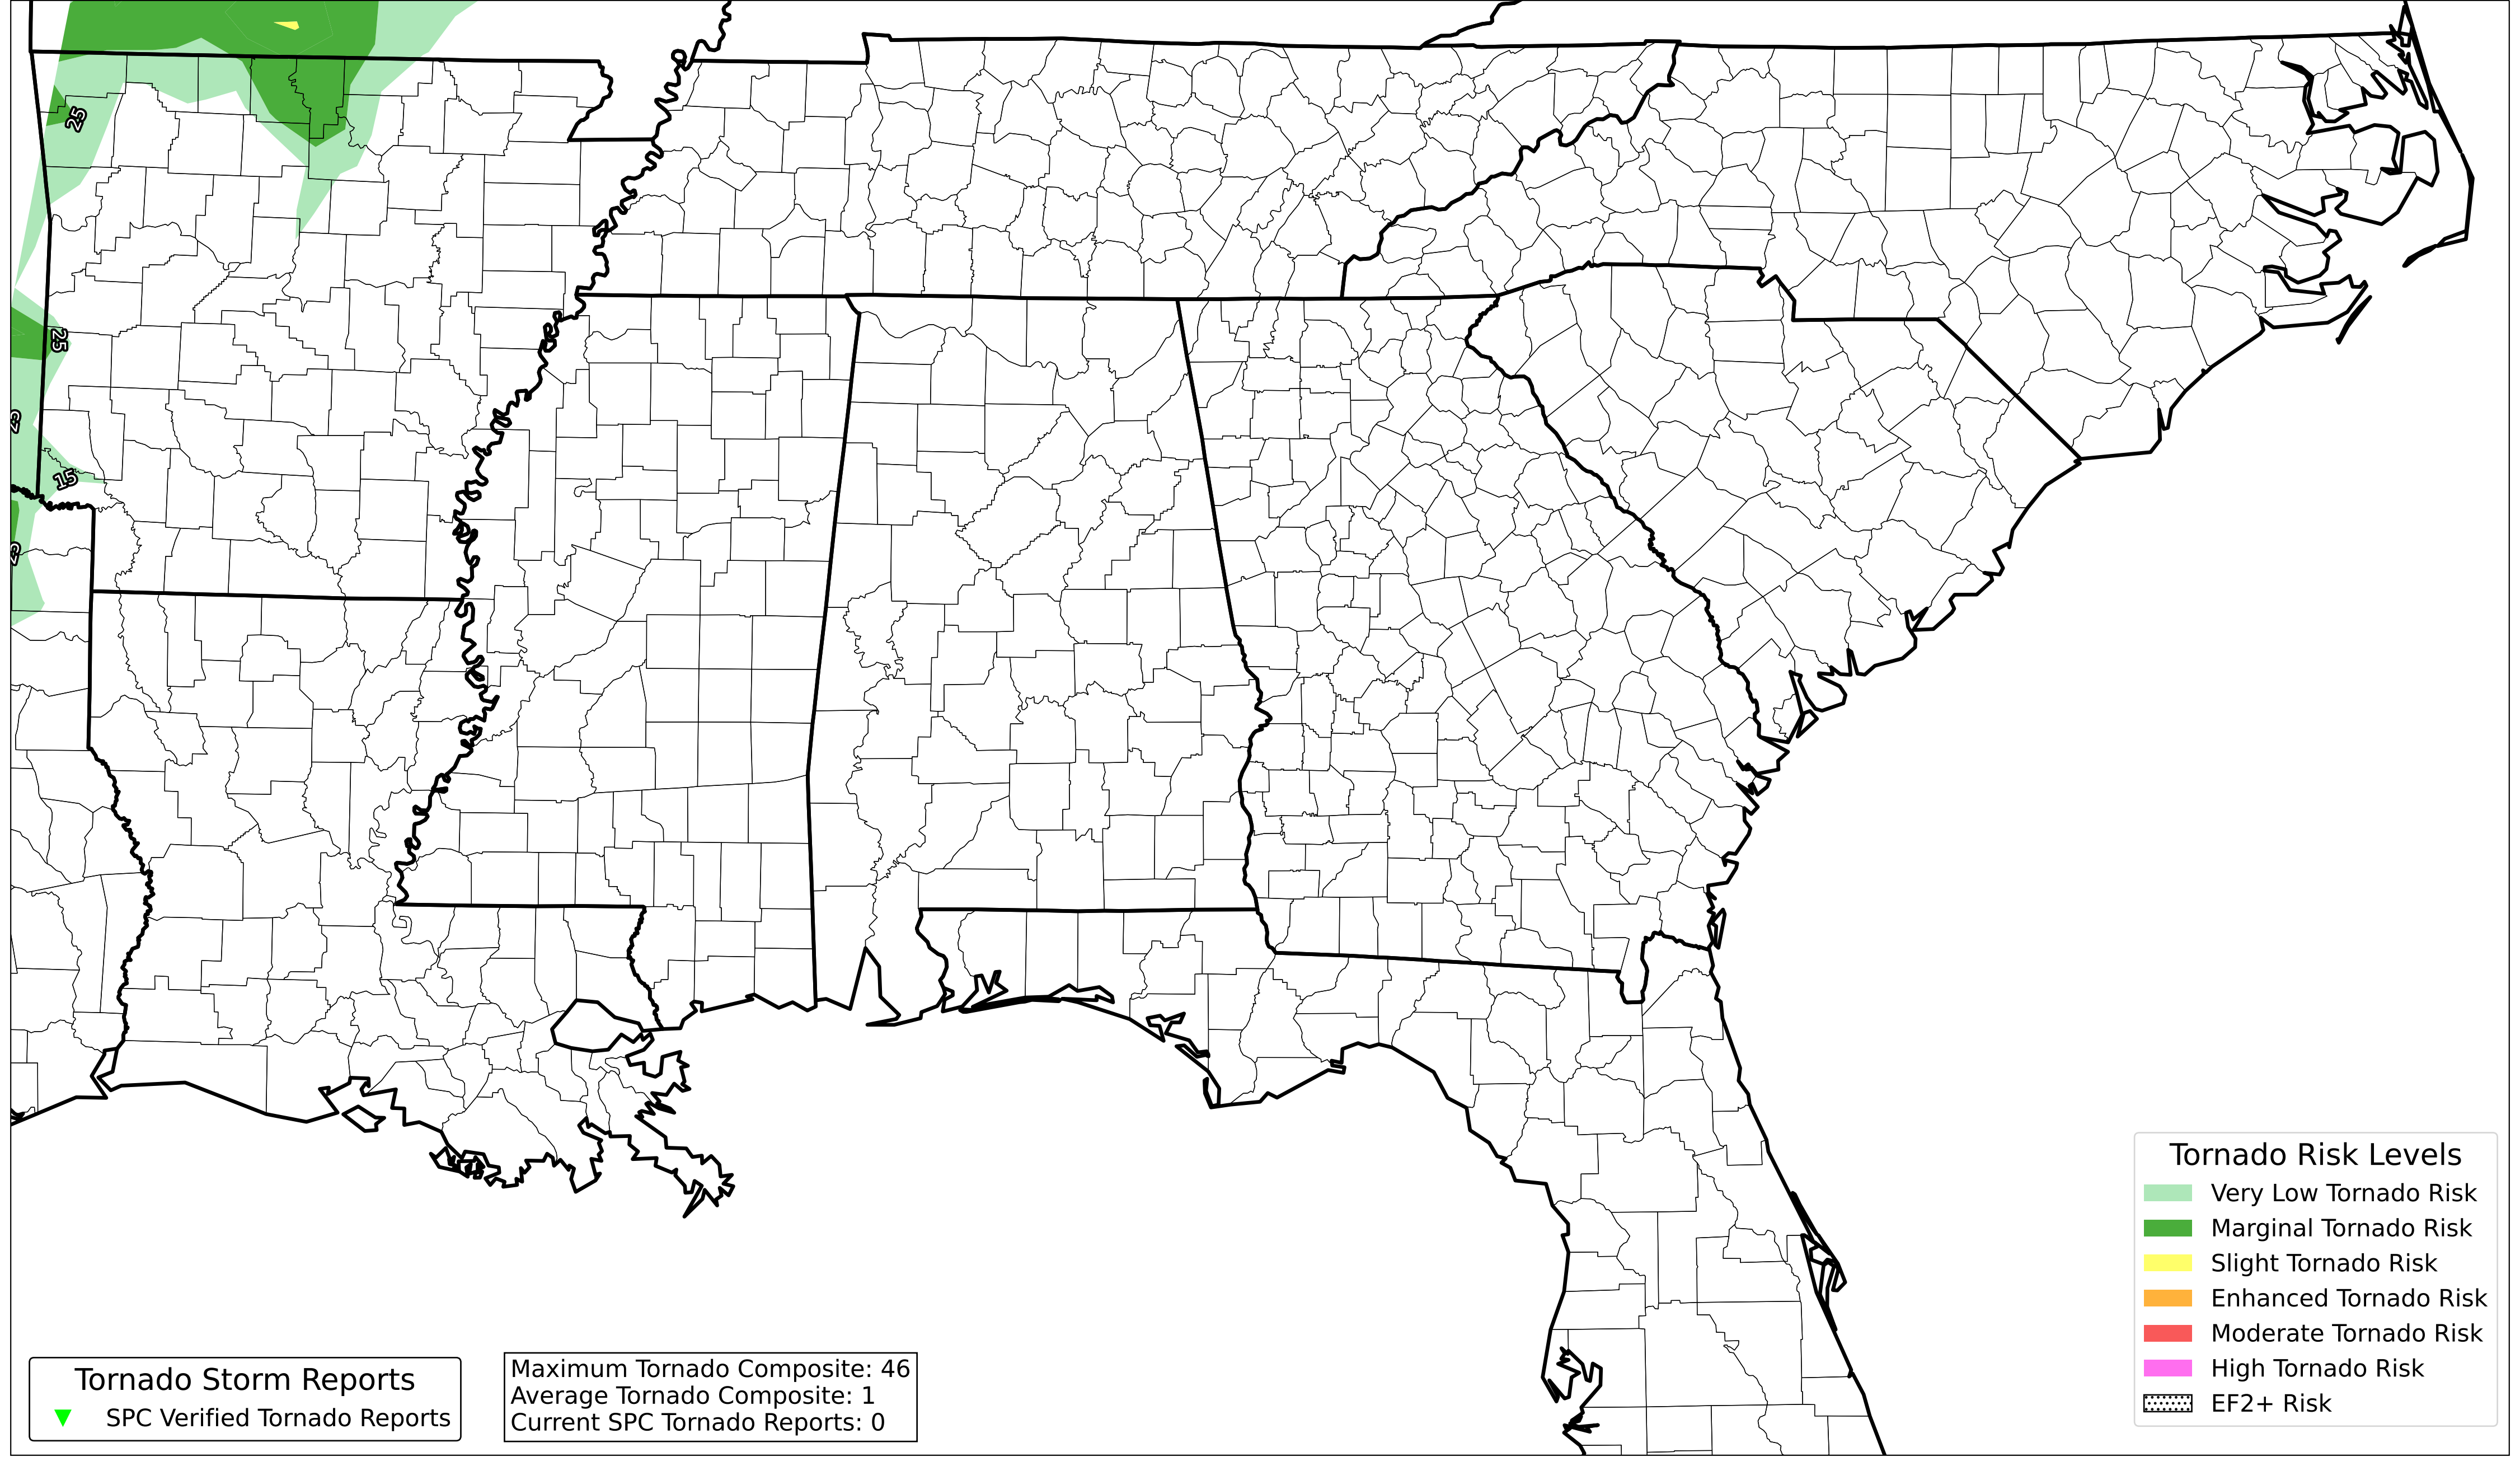 25
25
25
15
25
Tornado Risk Levels
Very Low Tornado Risk
Marginal Tornado Risk
Slight Tornado Risk
Enhanced Tornado Risk
Moderate Tornado Risk
High Tornado Risk
EF2+ Risk
Tornado Storm Reports
SPC Verified Tornado Reports
Maximum Tornado Composite: 46
Average Tornado Composite: 1
Current SPC Tornado Reports: 0